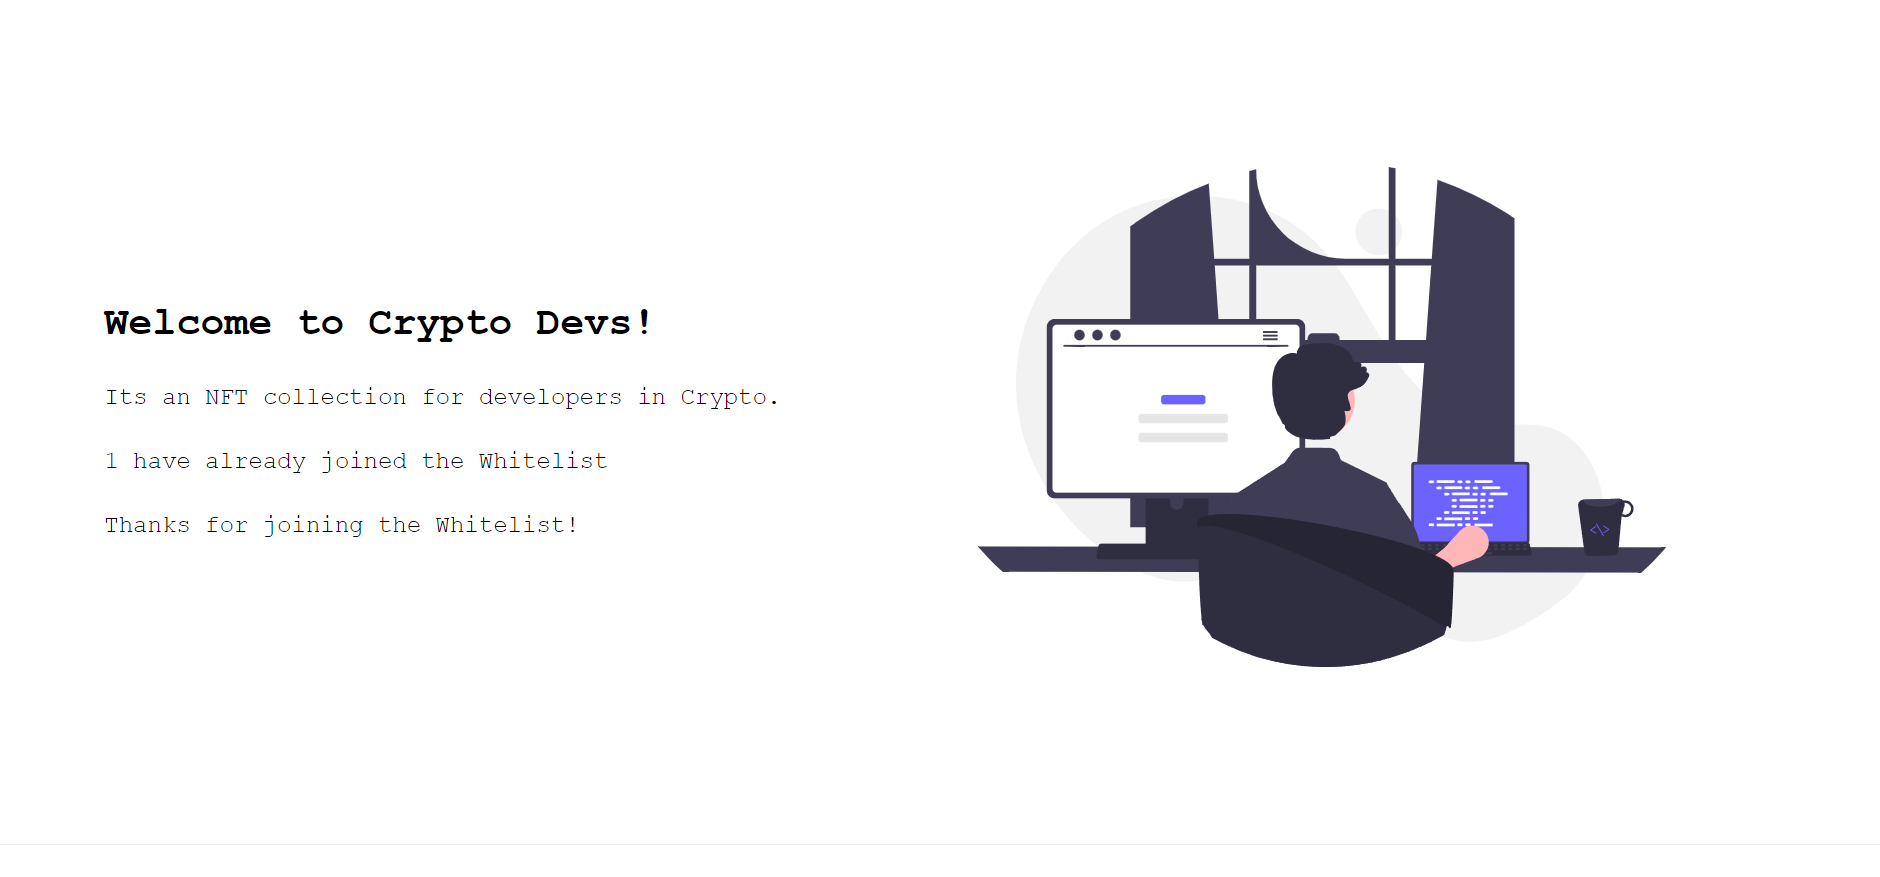 Welcome to Crypto Devs!
Its an NFT collection for developers in Crypto.
1 have already joined the Whitelist
Thanks for joining the Whitelist!